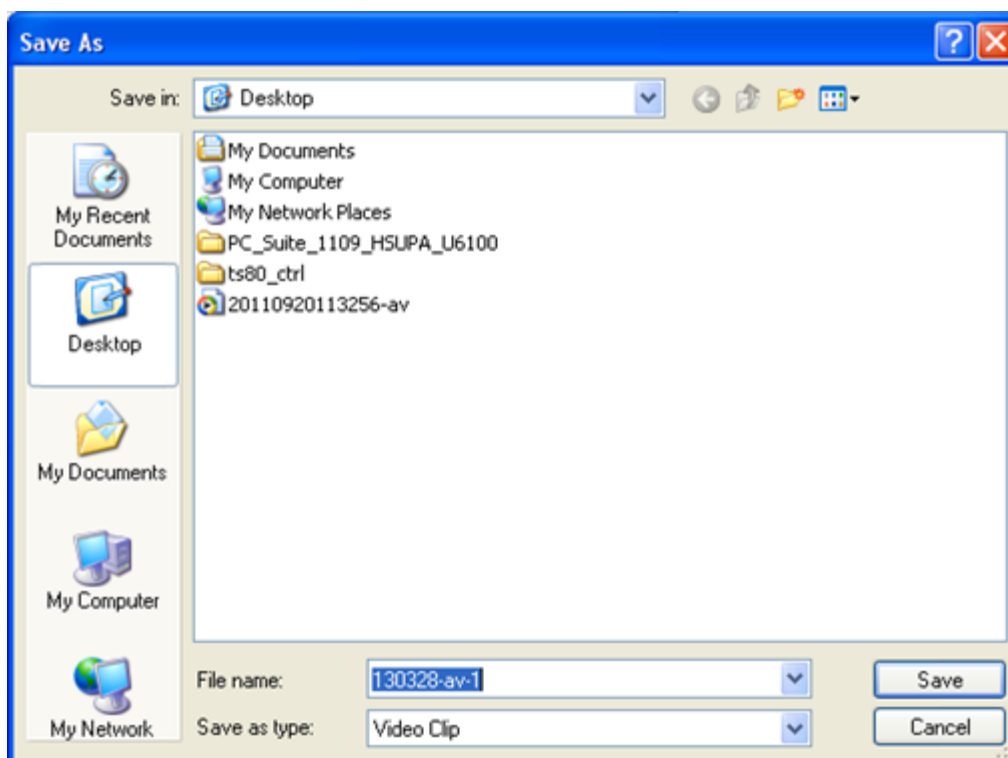 Save As
Save in:
Desktop
My Recent
Documents
Desktop
My Documents
My Computer
My Network
My Documents
My Computer
My Network Places
PC_Suite_1109_HSUPA_U6100
ts80_ctrl
20110920113256-av
File name:
130328-av-1
Save
Save as type:
Video Clip
Cancel